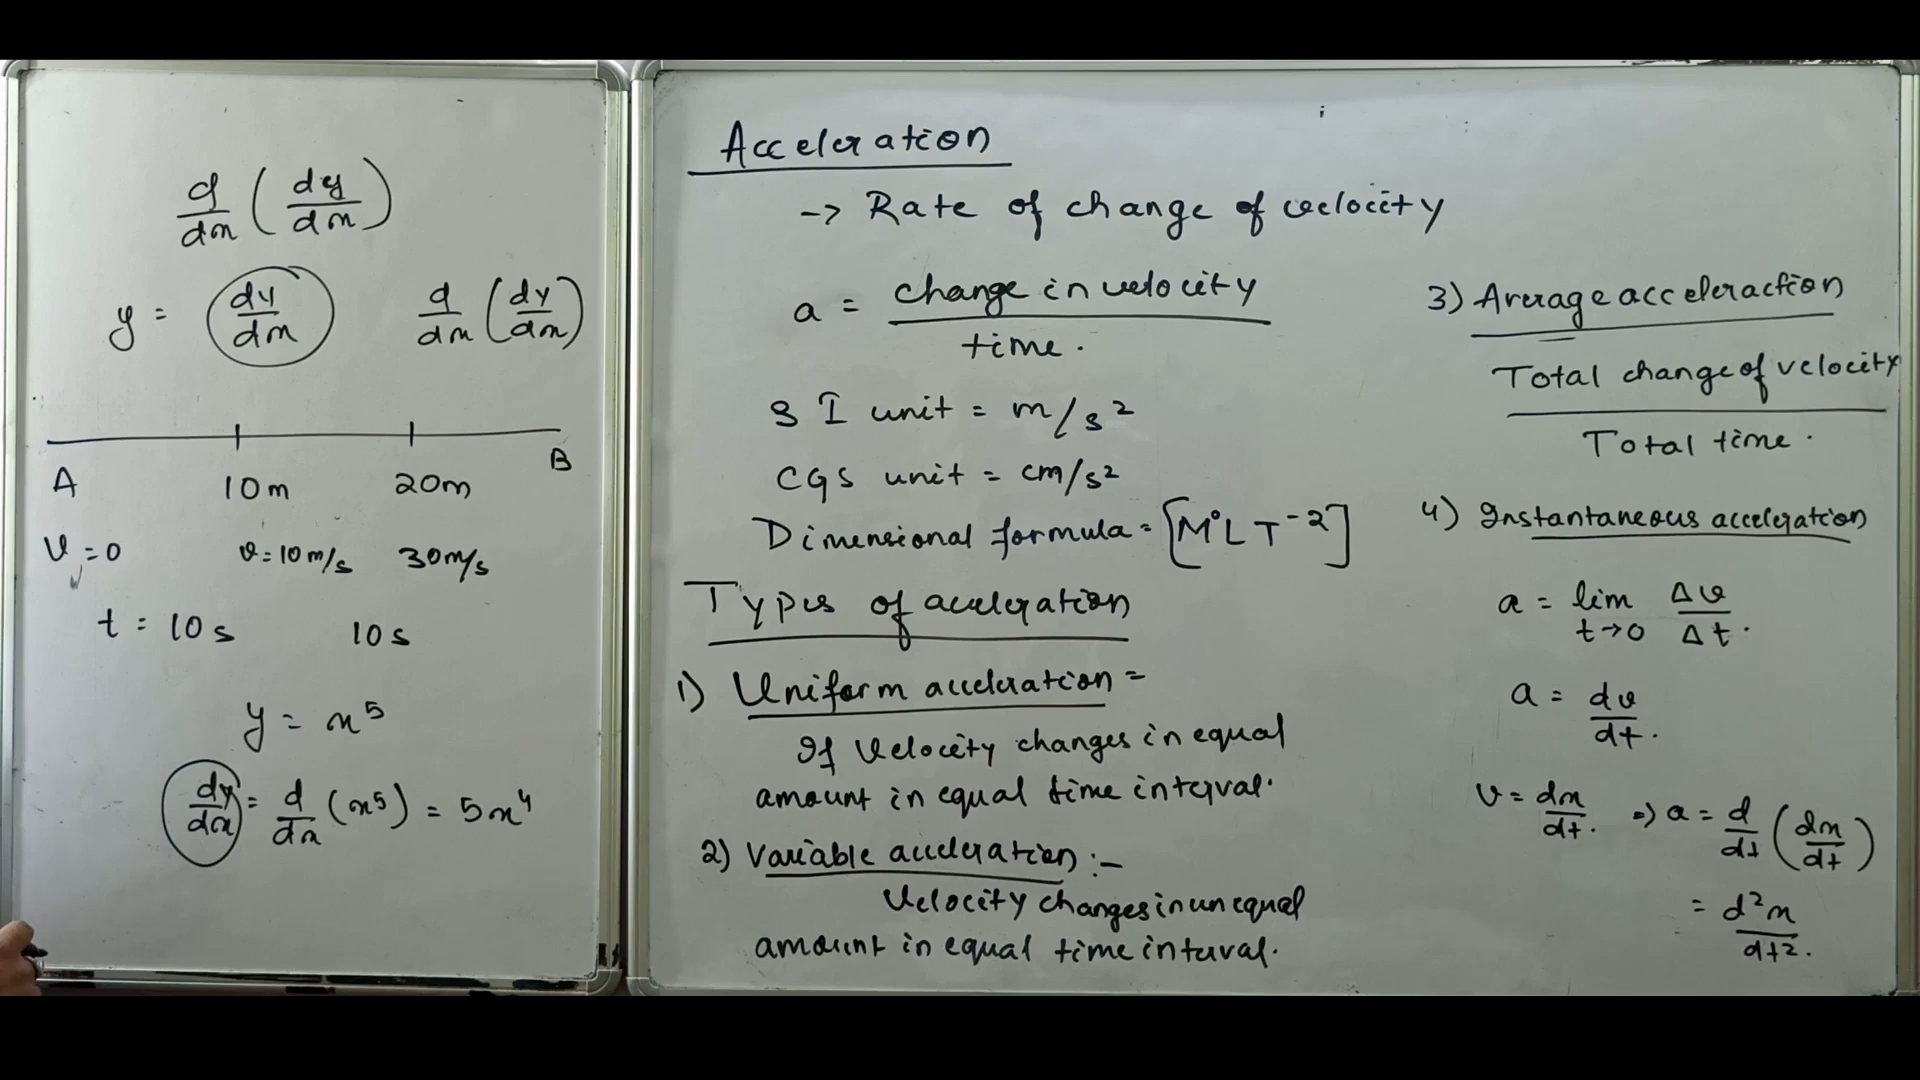 d/dx (dy/dx)
y = dy/dx d/dx (dy/dx)
A 10m 20m B
v=0 v=10m/s 30m/s
t = 10s 10s
y = x⁵
dy/dx = d/dx (x⁵) = 5x⁴
Acceleration
-> Rate of change of velocity
a = change in velocity / time.
S I unit = m/s²
CGS unit = cm/s²
Dimensional formula = [M⁰LT⁻²]
Types of acceleration
1) Uniform acceleration =
If Velocity changes in equal
amount in equal time interval.
2) Variable acceleration :-
Velocity changes in unequal
amount in equal time interval.
3) Average acceleraction
Total change of velocity / Total time.
4) Instantaneous acceleration
a = lim t→0 Δv/Δt.
a = dv/dt.
v = dx/dt. => a = d/dt (dx/dt)
= d²x/dt².